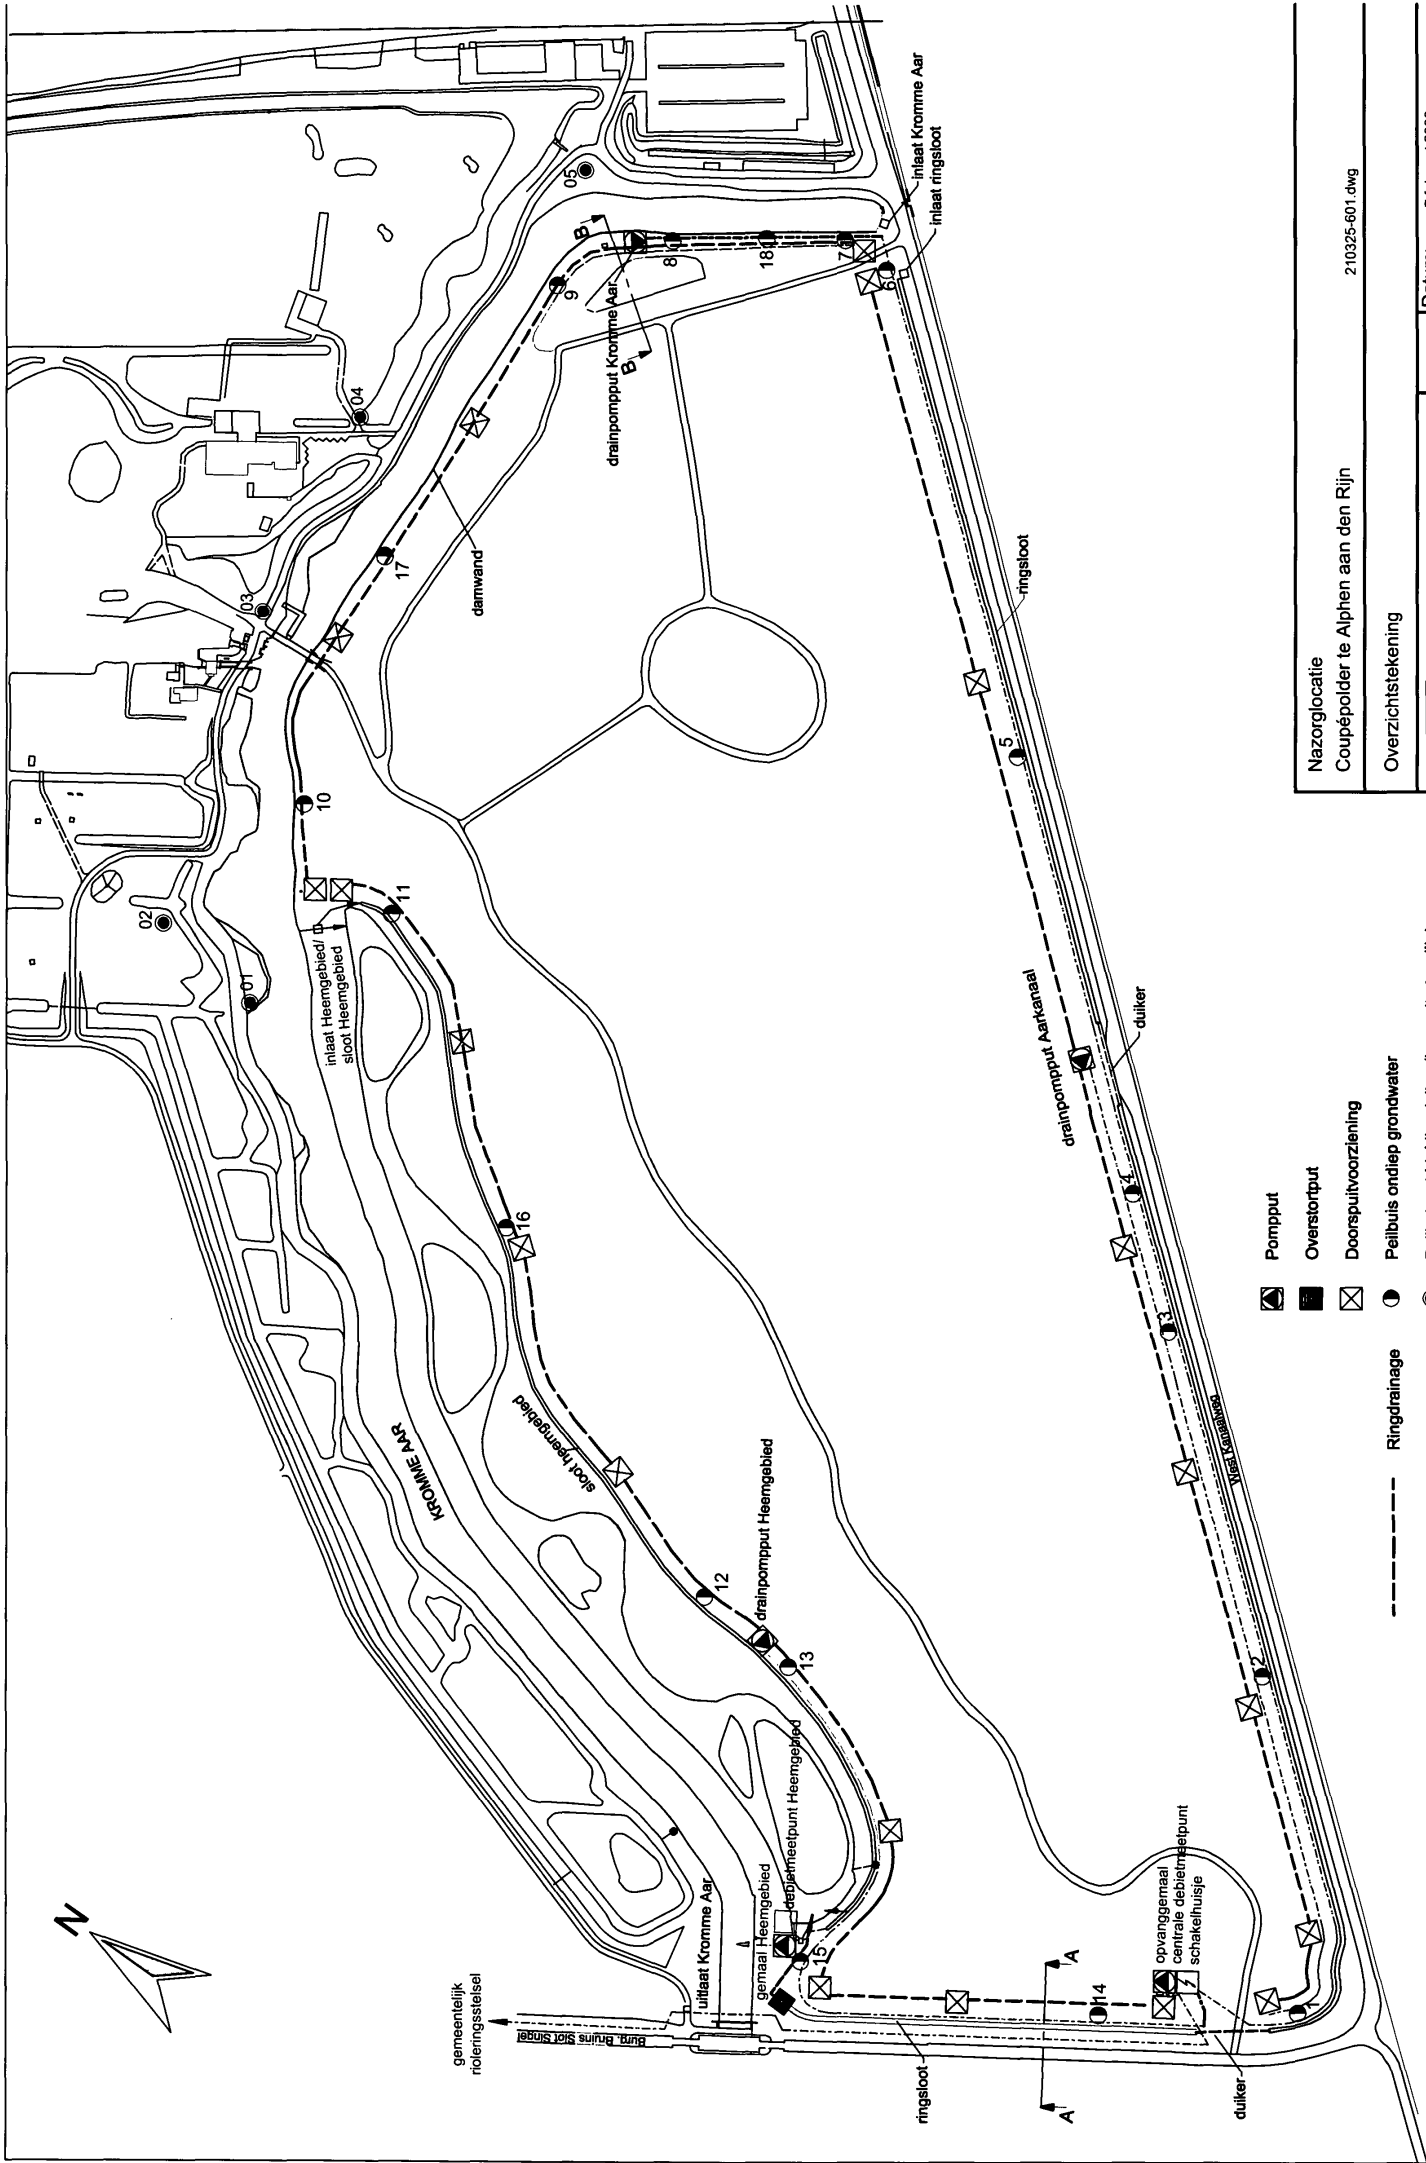 N
gemeentelijk
rioleringsstelsel
Burg. Bruins Slot Singel
uitlaat Kromme Aar
gemaal Heemgebied
debietmeetpunt Heemgebied
15
ringsloot
A
A
14
opvanggemaal
centrale debietmeetpunt
schakelhuisje
duiker
1
2
3
4
5
6
7
18
8
9
17
10
11
16
12
13
drainpompput Heemgebied
sloot heemgebied
KROMME AAR
01
02
03
04
05
inlaat Heemgebied/
sloot Heemgebied
damwand
drainpompput Kromme Aar
B
B
inlaat Kromme Aar
inlaat ringsloot
ringsloot
drainpompput Aarkanaal
duiker
West Kanaalweg
Pompput
Overstortput
Doorspuitvoorziening
Peilbuis ondiep grondwater
Ringdrainage
Nazorglocatie
Coupépolder te Alphen aan den Rijn
210325-601.dwg
Overzichtstekening